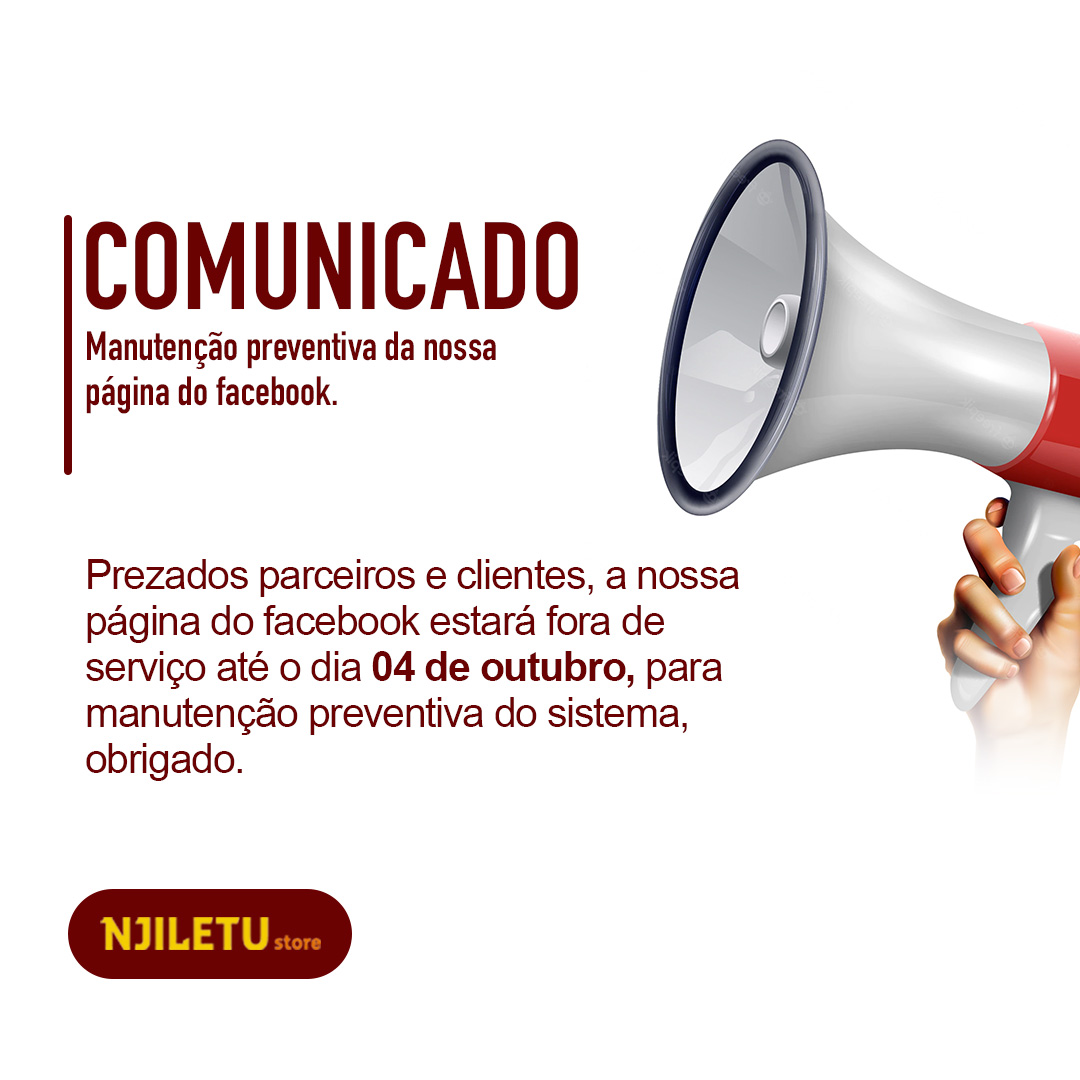 COMUNICADO
Manutenção preventiva da nossa
página do facebook.
Prezados parceiros e clientes, a nossa
página do facebook estará fora de
serviço até o dia 04 de outubro, para
manutenção preventiva do sistema,
obrigado.
NJILETU store